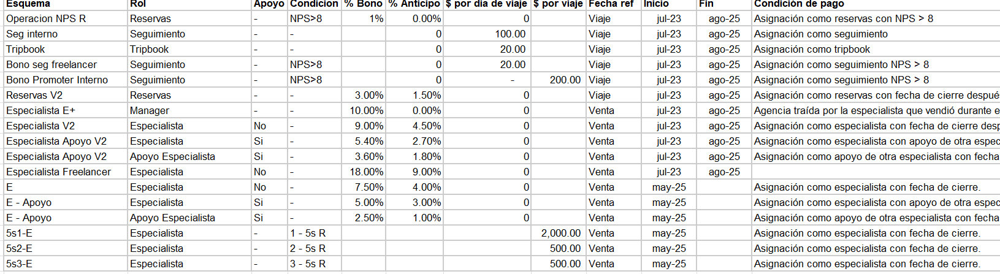 Esquema Rol Apoyo Condicion % Bono % Anticipo $ por dia de viaje $ por viaje Fecha ref Inicio Fin Condición de pago
Operacion NPS R Reservas - NPS>8 1% 0.00% 0 Viaje jul-23 ago-25 Asignación como reservas con NPS > 8
Seg interno Seguimiento - - 0 100.00 Viaje jul-23 ago-25 Asignación como seguimiento
Tripbook Tripbook - - 0 20.00 Viaje jul-23 ago-25 Asignación como tripbook
Bono seg freelancer Seguimiento - NPS>8 0 20.00 Viaje jul-23 ago-25 Asignación como seguimiento NPS > 8
Bono Promoter Interno Seguimiento - NPS>8 0 - 200.00 Viaje jul-23 ago-25 Asignación como seguimiento NPS > 8
Reservas V2 Reservas - - 3.00% 1.50% 0 Viaje jul-23 ago-25 Asignación como reservas con fecha de cierre despué
Especialista E+ Manager - - 10.00% 0.00% 0 Venta jul-23 ago-25 Agencia traída por la especialista que vendió durante e
Especialista V2 Especialista No - 9.00% 4.50% 0 Venta jul-23 ago-25 Asignación como especialista con fecha de cierre desp
Especialista Apoyo V2 Especialista Si - 5.40% 2.70% 0 Venta jul-23 ago-25 Asignación como especialista con apoyo de otra espec
Especialista Apoyo V2 Apoyo Especialista Si - 3.60% 1.80% 0 Venta jul-23 ago-25 Asignación como apoyo de otra especialista con fecha
Especialista Freelancer Especialista No - 18.00% 9.00% 0 Venta jul-23 ago-25
E Especialista No - 7.50% 4.00% 0 Venta may-25 Asignación como especialista con fecha de cierre.
E - Apoyo Especialista Si - 5.00% 3.00% 0 Venta may-25 Asignación como especialista con apoyo de otra espec
E - Apoyo Apoyo Especialista Si - 2.50% 1.00% 0 Venta may-25 Asignación como apoyo de otra especialista con fecha
5s1-E Especialista - 1 - 5s R 2,000.00 Venta may-25 Asignación como especialista con fecha de cierre.
5s2-E Especialista - 2 - 5s R 500.00 Venta may-25 Asignación como especialista con fecha de cierre.
5s3-E Especialista - 3 - 5s R 500.00 Venta may-25 Asignación como especialista con fecha de cierre.